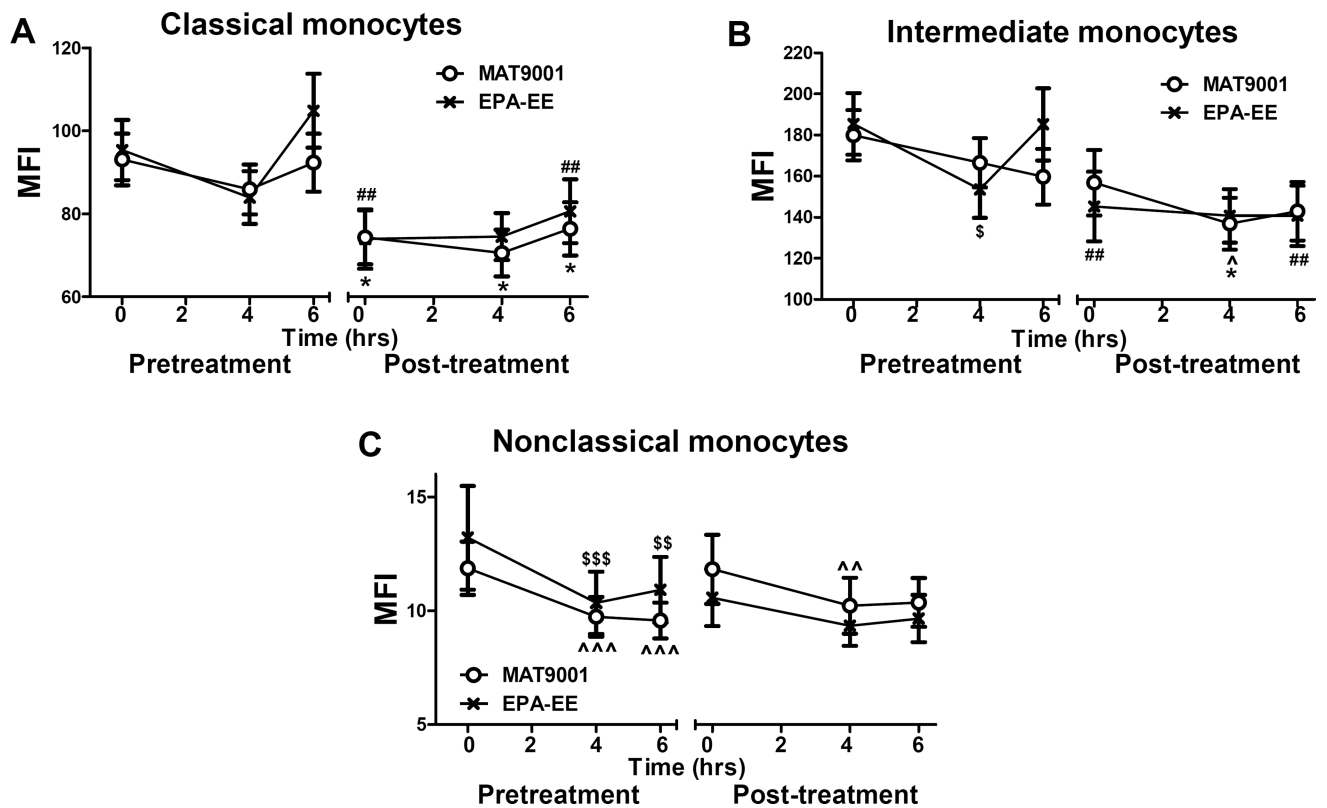 A Classical monocytes
120
100
80
60
MFI
MAT9001
EPA-EE
##
##
* * *
0 2 4 6 0 2 4 6
Time (hrs)
Pretreatment Post-treatment
B Intermediate monocytes
220
200
180
160
140
120
100
MFI
MAT9001
EPA-EE
$
##
^
*
##
0 2 4 6 0 2 4 6
Time (hrs)
Pretreatment Post-treatment
C Nonclassical monocytes
15
10
5
MFI
$$$ $$
^^^ ^^^
^^
MAT9001
EPA-EE
0 2 4 6 0 2 4 6
Time (hrs)
Pretreatment Post-treatment